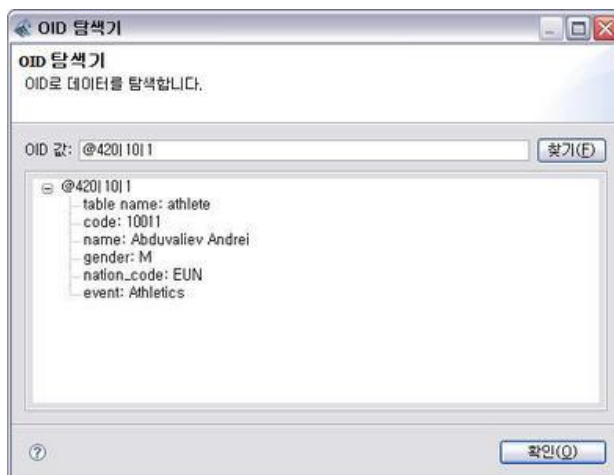 OID 탐색기
OID 탐색기
OID로 데이터를 탐색합니다.
OID 값: @420|10|1 찾기(F)
@420|10|1
table name: athlete
code: 10011
name: Abduvaliev Andrei
gender: M
nation_code: EUN
event: Athletics
확인(O)